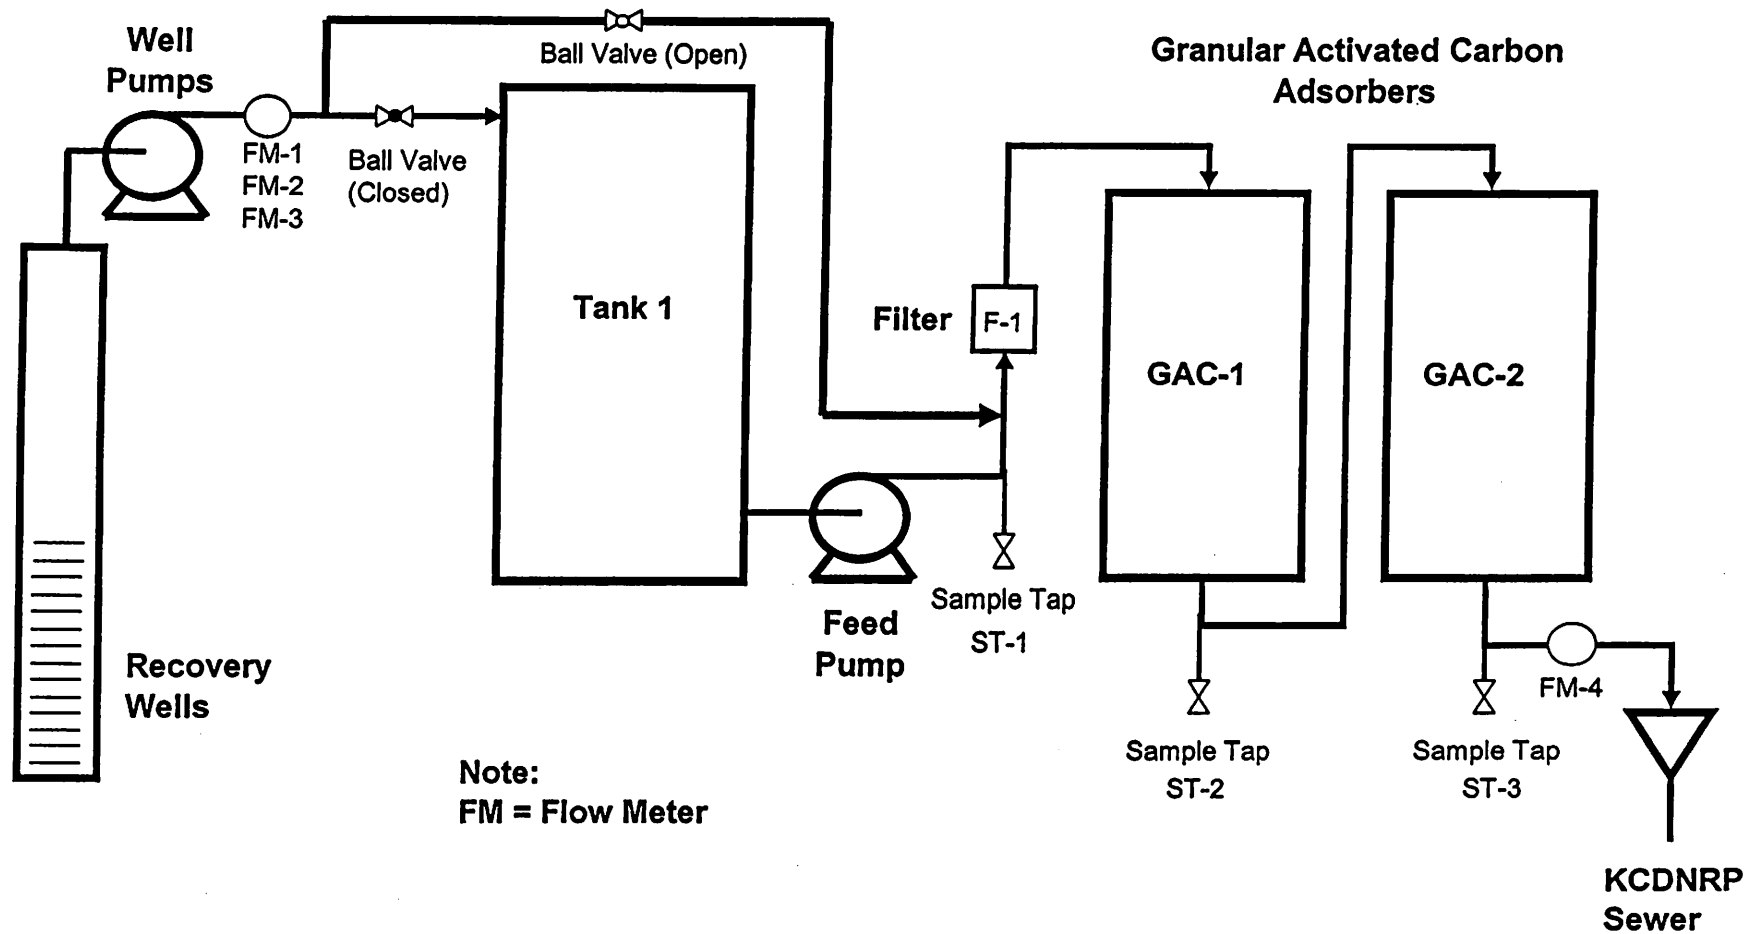 Well
Pumps
Ball Valve (Open)
Granular Activated Carbon
Adsorbers
FM-1
FM-2
FM-3
Ball Valve
(Closed)
Tank 1
Filter
F-1
GAC-1
GAC-2
Feed
Pump
Sample Tap
ST-1
Recovery
Wells
FM-4
Sample Tap
ST-2
Sample Tap
ST-3
Note:
FM = Flow Meter
KCDNRP
Sewer